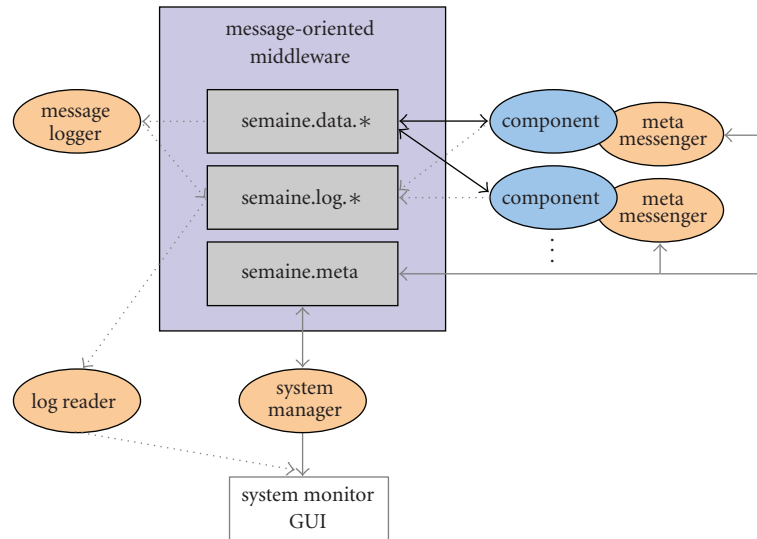 message-oriented
middleware
message
logger
semaine.data.*
component
meta
messenger
semaine.log.*
component
meta
messenger
semaine.meta
log reader
system
manager
system monitor
GUI